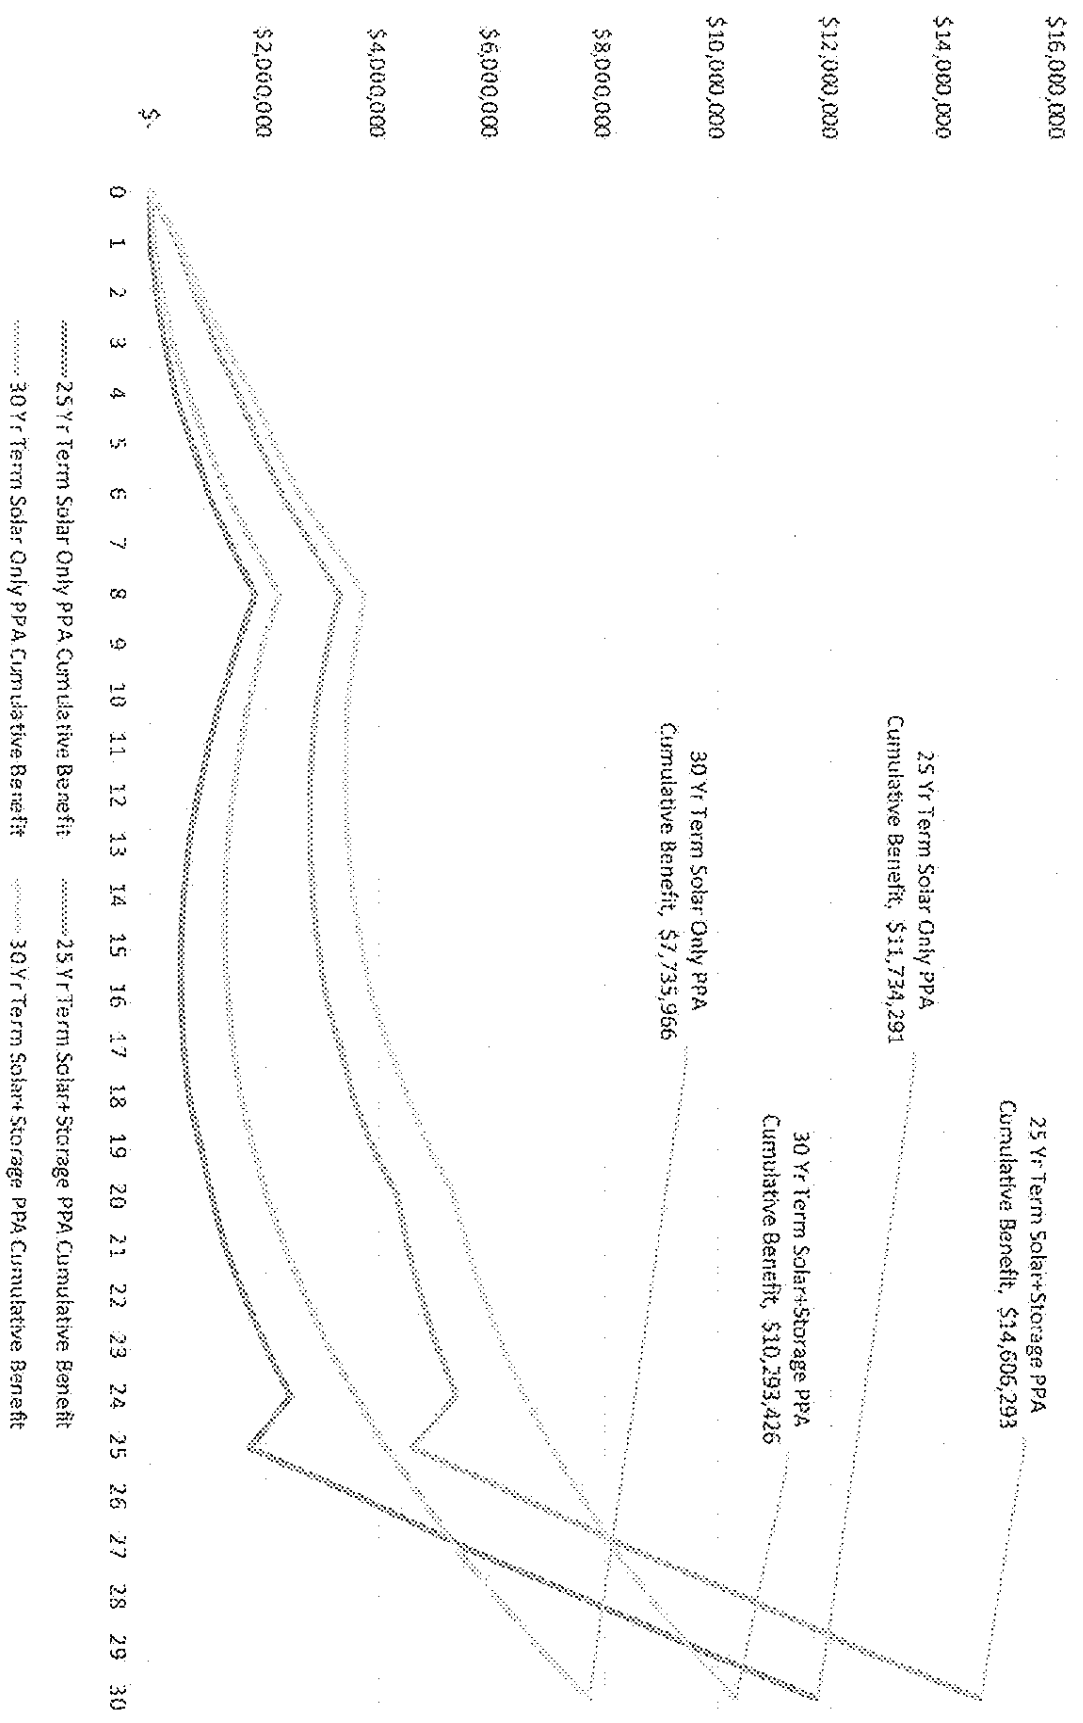 $16,000,000
$14,000,000
$12,000,000
$10,000,000
$8,000,000
$6,000,000
$4,000,000
$2,000,000
$-
25 Yr Term Solar+Storage PPA
Cumulative Benefit, $14,606,293
25 Yr Term Solar Only PPA
Cumulative Benefit, $11,734,291
30 Yr Term Solar+Storage PPA
Cumulative Benefit, $10,293,426
30 Yr Term Solar Only PPA
Cumulative Benefit, $7,735,966
0 1 2 3 4 5 6 7 8 9 10 11 12 13 14 15 16 17 18 19 20 21 22 23 24 25 26 27 28 29 30
25 Yr Term Solar Only PPA Cumulative Benefit 25 Yr Term Solar+Storage PPA Cumulative Benefit
30 Yr Term Solar Only PPA Cumulative Benefit 30 Yr Term Solar+Storage PPA Cumulative Benefit